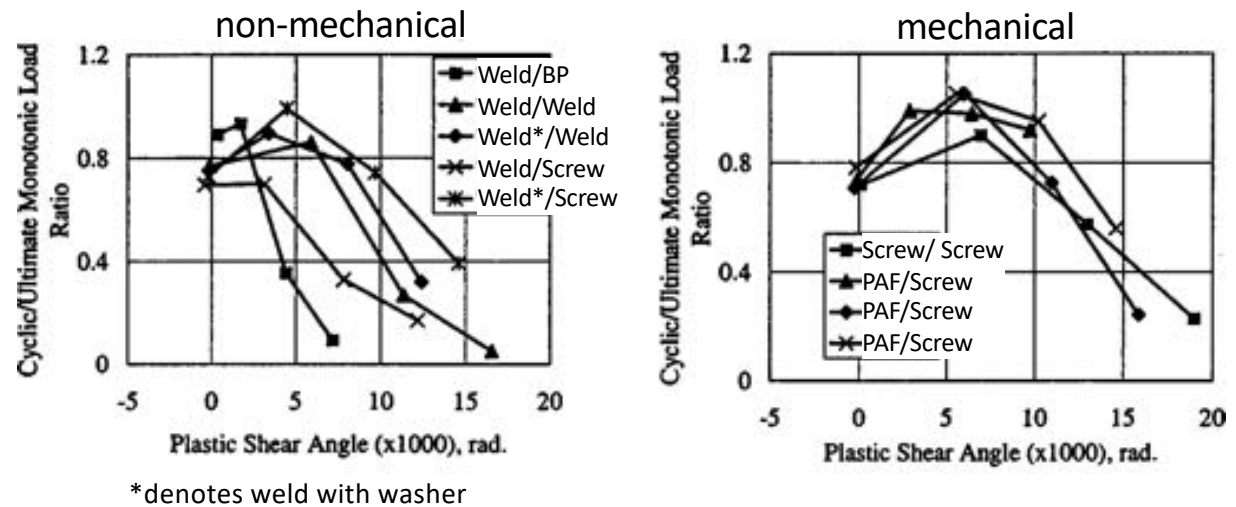 non-mechanical
1.2
0.8
0.4
0
Cyclic/Ultimate Monotonic Load
Ratio
Weld/BP
Weld/Weld
Weld*/Weld
Weld/Screw
Weld*/Screw
-5 0 5 10 15 20
Plastic Shear Angle (x1000), rad.
*denotes weld with washer
mechanical
1.2
0.8
0.4
0
Cyclic/Ultimate Monotonic Load
Ratio
Screw/ Screw
PAF/Screw
PAF/Screw
PAF/Screw
-5 0 5 10 15 20
Plastic Shear Angle (x1000), rad.